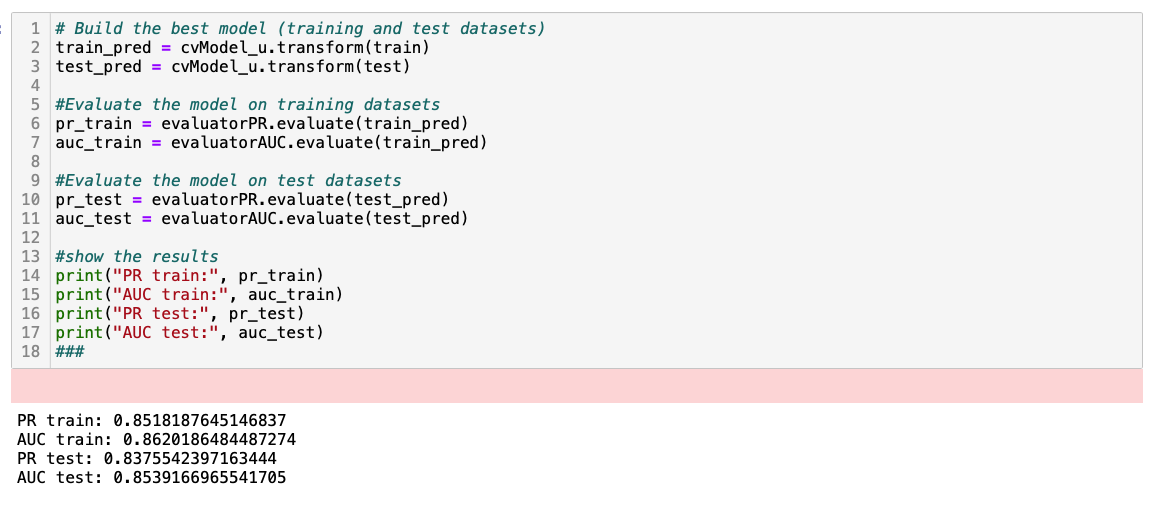 1 # Build the best model (training and test datasets)
2 train_pred = cvModel_u.transform(train)
3 test_pred = cvModel_u.transform(test)
4
5 #Evaluate the model on training datasets
6 pr_train = evaluatorPR.evaluate(train_pred)
7 auc_train = evaluatorAUC.evaluate(train_pred)
8
9 #Evaluate the model on test datasets
10 pr_test = evaluatorPR.evaluate(test_pred)
11 auc_test = evaluatorAUC.evaluate(test_pred)
12
13 #show the results
14 print("PR train:", pr_train)
15 print("AUC train:", auc_train)
16 print("PR test:", pr_test)
17 print("AUC test:", auc_test)
18 ###
PR train: 0.8518187645146837
AUC train: 0.8620186484487274
PR test: 0.8375542397163444
AUC test: 0.8539166965541705